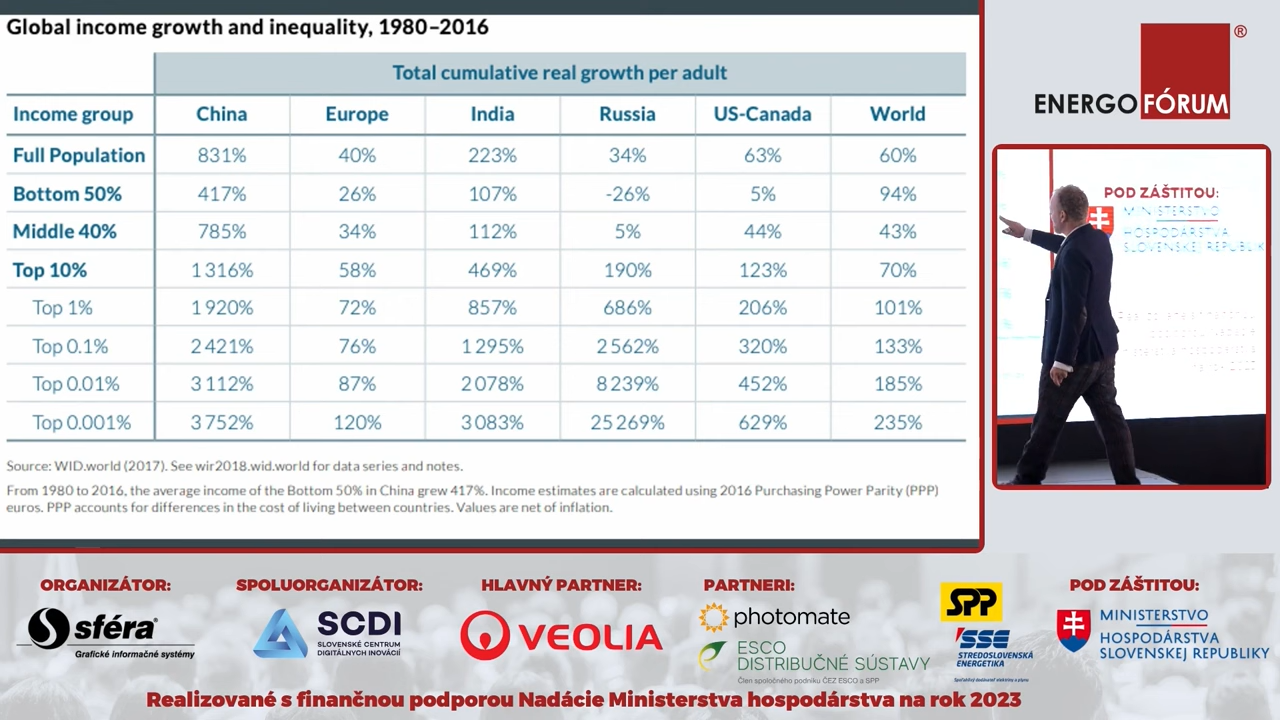 Global income growth and inequality, 1980–2016
Total cumulative real growth per adult
Income group China Europe India Russia US-Canada World
Full Population 831% 40% 223% 34% 63% 60%
Bottom 50% 417% 26% 107% -26% 5% 94%
Middle 40% 785% 34% 112% 5% 44% 43%
Top 10% 1 316% 58% 469% 190% 123% 70%
Top 1% 1 920% 72% 857% 686% 206% 101%
Top 0.1% 2 421% 76% 1 295% 2 562% 320% 133%
Top 0.01% 3 112% 87% 2 078% 8 239% 452% 185%
Top 0.001% 3 752% 120% 3 083% 25 269% 629% 235%
Source: WID.world (2017). See wir2018.wid.world for data series and notes.
From 1980 to 2016, the average income of the Bottom 50% in China grew 417%. Income estimates are calculated using 2016 Purchasing Power Parity (PPP)
euros. PPP accounts for differences in the cost of living between countries. Values are net of inflation.
ENERGOFÓRUM®
POD ZÁŠTITOU:
MINISTERSTVO
HOSPODÁRSTVA
SLOVENSKEJ REPUBLIK
ORGANIZÁTOR:
sféra®
Grafické informačné systémy
SPOLUORGANIZÁTOR:
SCDI
SLOVENSKÉ CENTRUM
DIGITÁLNYCH INOVÁCIÍ
HLAVNÝ PARTNER:
VEOLIA
PARTNERI:
photomate
ESCO
DISTRIBUČNÉ SÚSTAVY
Člen spoločného podniku ČEZ ESCO a SPP
SPP
SSE
STREDOSLOVENSKÁ
ENERGETIKA
POD ZÁŠTITOU:
MINISTERSTVO
HOSPODÁRSTVA
SLOVENSKEJ REPUBLIKY
Realizované s finančnou podporou Nadácie Ministerstva hospodárstva na rok 2023